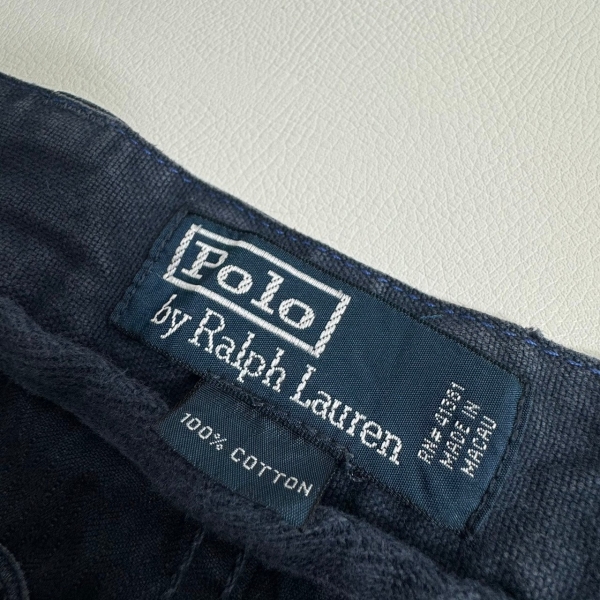 Polo
by Ralph Lauren
RN# 41381
MADE IN
MACAU
100% COTTON